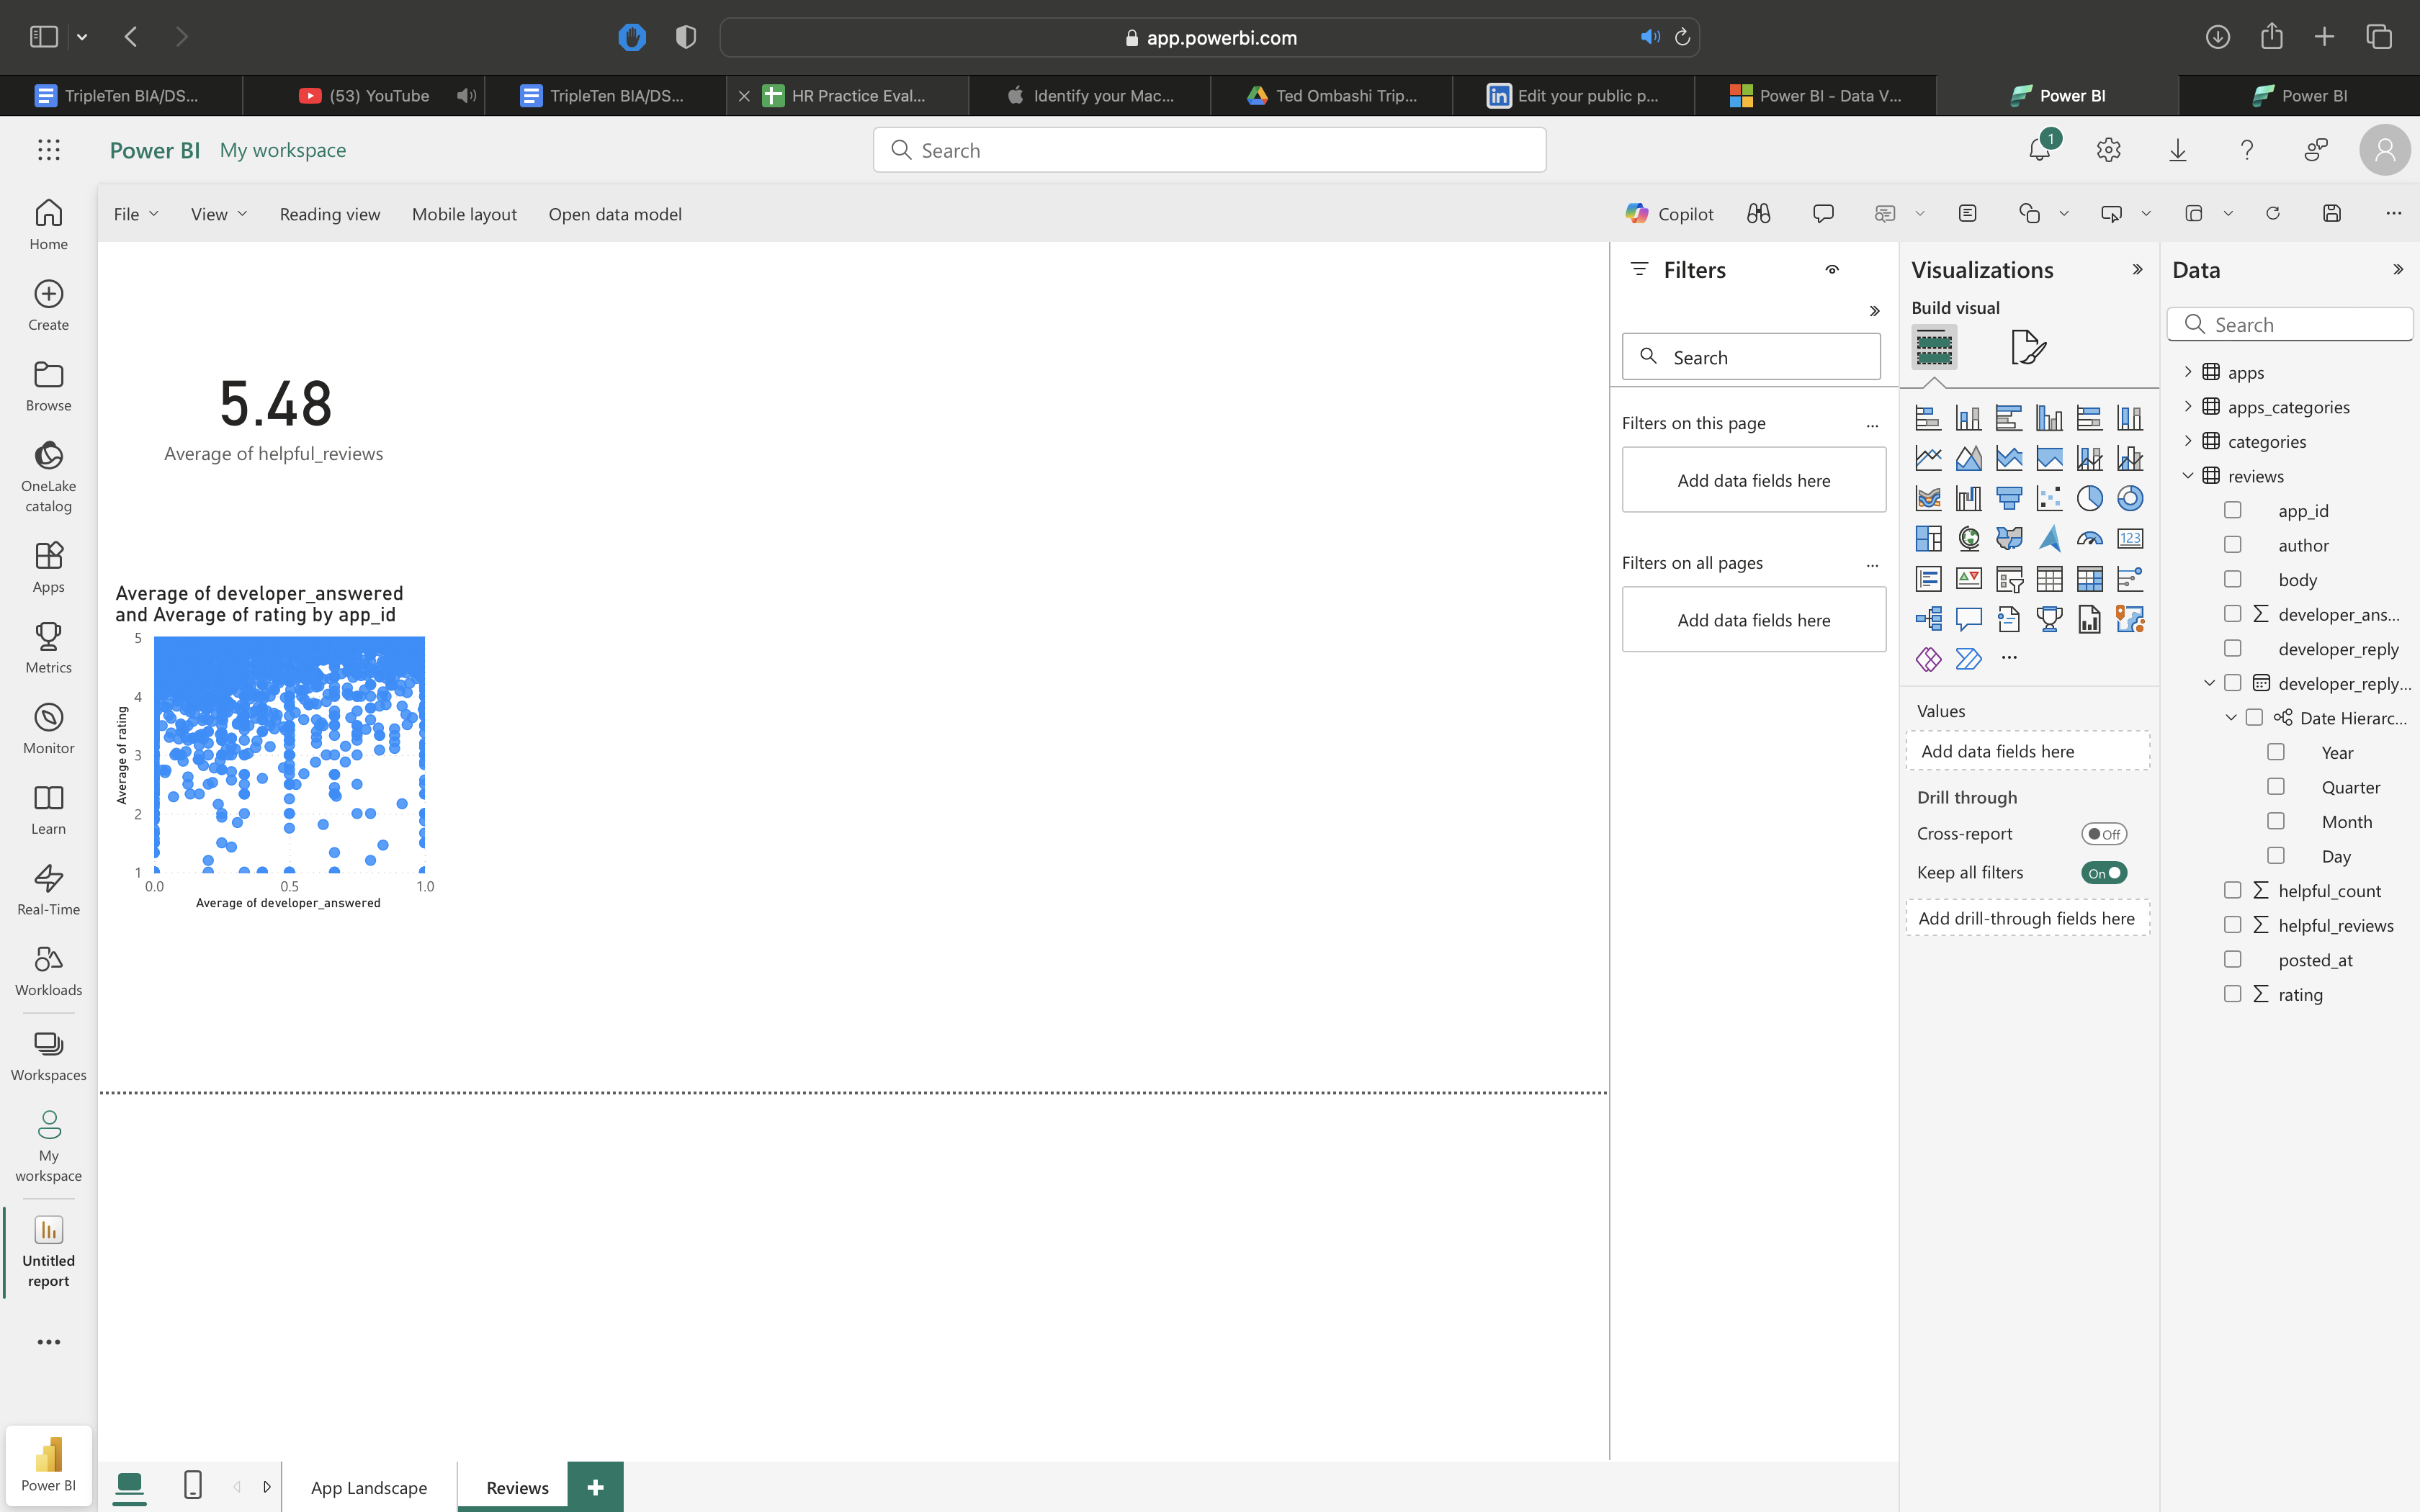 app.powerbi.com
TripleTen BIA/DS...
(53) YouTube
TripleTen BIA/DS...
HR Practice Eval...
Identify your Mac...
Ted Ombashi Trip...
in
Edit your public p...
Power BI - Data V...
Power BI
Power BI
Power BI My workspace
Search
1
File
View
Reading view
Mobile layout
Open data model
Copilot
Home
Create
Browse
OneLake
catalog
Apps
Metrics
Monitor
Learn
Real-Time
Workloads
Workspaces
My
workspace
Untitled
report
Power BI
5.48
Average of helpful_reviews
Average of developer_answered
and Average of rating by app_id
Average of rating
5
4
3
2
1
0.0
0.5
1.0
Average of developer_answered
Filters
Search
Filters on this page
Add data fields here
Filters on all pages
Add data fields here
Visualizations
Build visual
123
Values
Add data fields here
Drill through
Cross-report
Off
Keep all filters
On
Add drill-through fields here
Data
Search
apps
apps_categories
categories
reviews
app_id
author
body
developer_ans...
developer_reply
developer_reply...
Date Hierarc...
Year
Quarter
Month
Day
helpful_count
helpful_reviews
posted_at
rating
App Landscape
Reviews